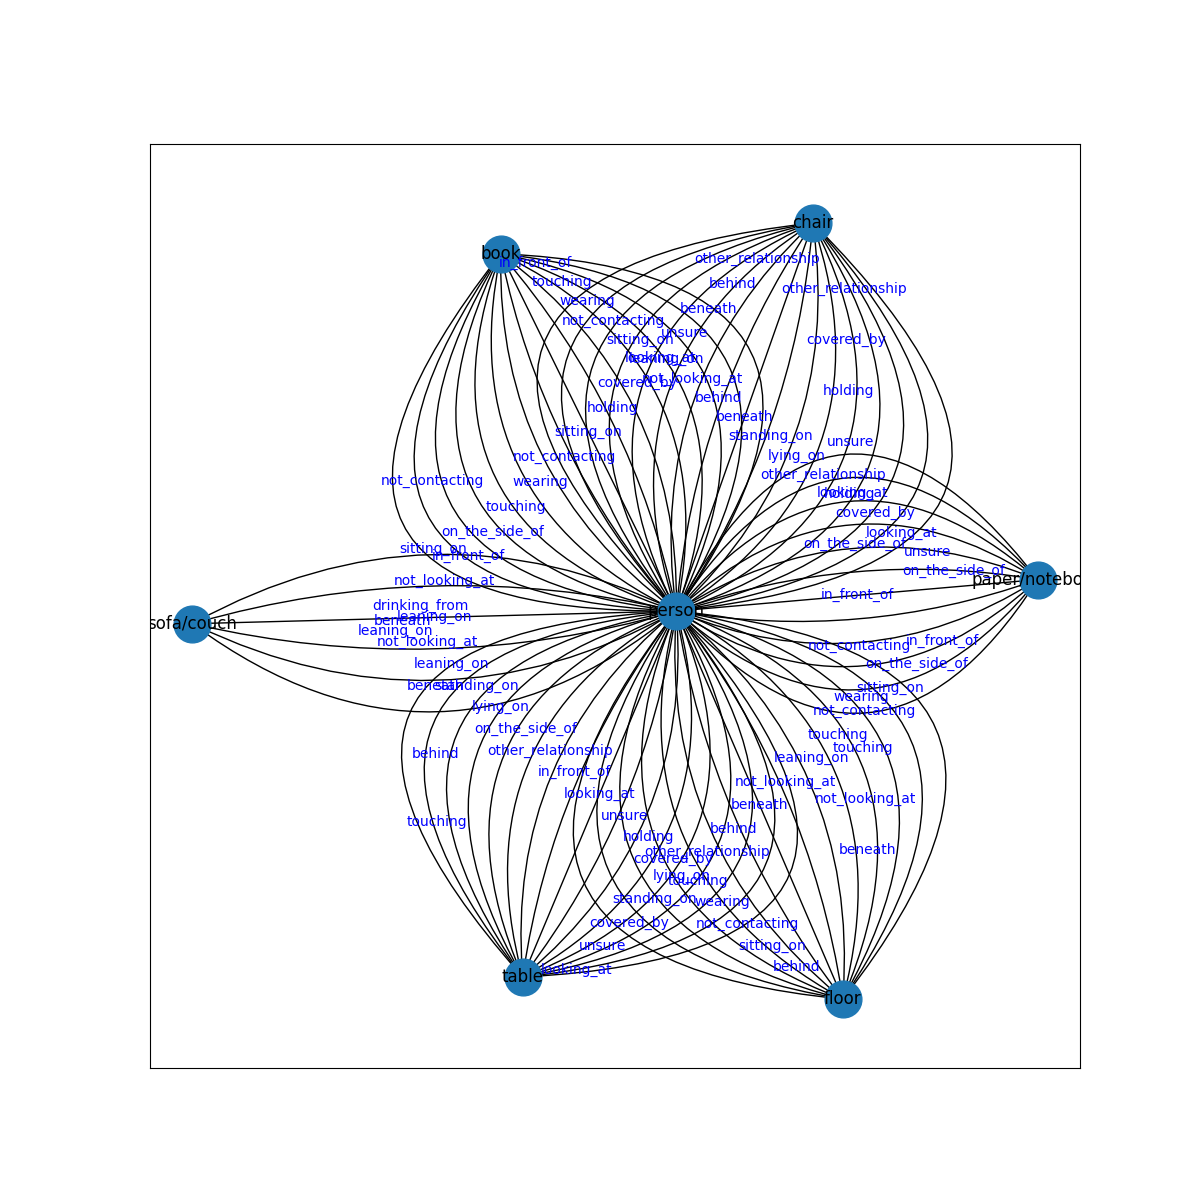 chair
book
other_relationship
in_front_of
touching
behind
other_relationship
wearing
beneath
not_contacting
unsure
sitting_on
covered_by
looking_at
leaning_on
not_looking_at
covered_by
holding
behind
holding
beneath
sitting_on
standing_on
unsure
not_contacting
lying_on
other_relationship
not_contacting
wearing
looking_at
holding
touching
covered_by
on_the_side_of
looking_at
sitting_on
in_front_of
on_the_side_of
unsure
on_the_side_of
not_looking_at
paper/notebo
in_front_of
drinking_from
person
leaning_on
beneath
sofa/couch
leaning_on
not_looking_at
not_contacting
in_front_of
leaning_on
on_the_side_of
beneath
standing_on
sitting_on
wearing
lying_on
not_contacting
on_the_side_of
touching
touching
other_relationship
behind
leaning_on
in_front_of
not_looking_at
looking_at
not_looking_at
beneath
unsure
touching
behind
holding
beneath
other_relationship
covered_by
lying_on
touching
standing_on
wearing
covered_by
not_contacting
unsure
sitting_on
looking_at
behind
table
floor